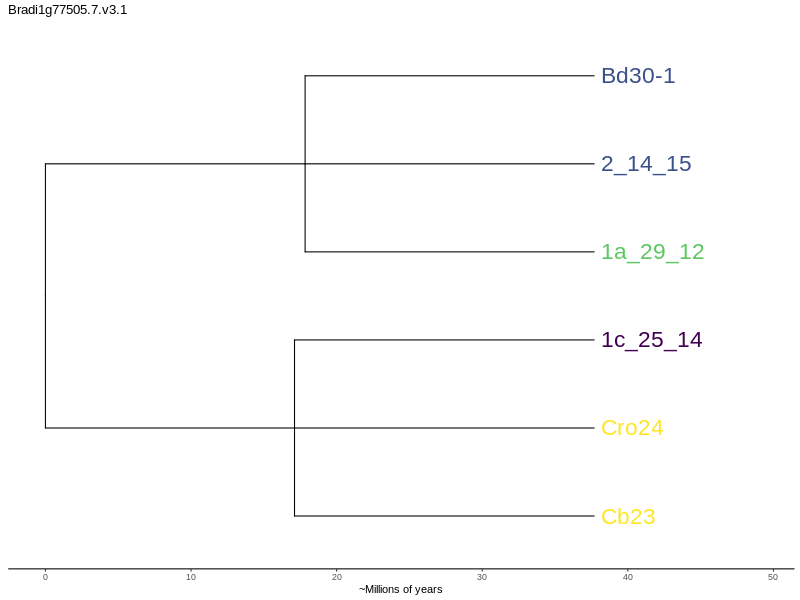 Bradi1g77505.7.v3.1
Bd30-1
2_14_15
1a_29_12
1c_25_14
Cro24
Cb23
0 10 20 30 40 50
~Millions of years